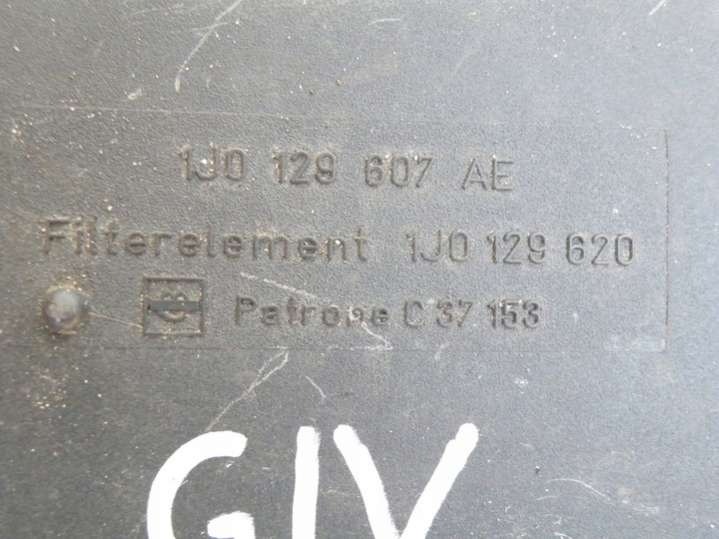 1J0 129 607 AE
Filterelement 1J0 129 620
Patrone C 37 153
GIV